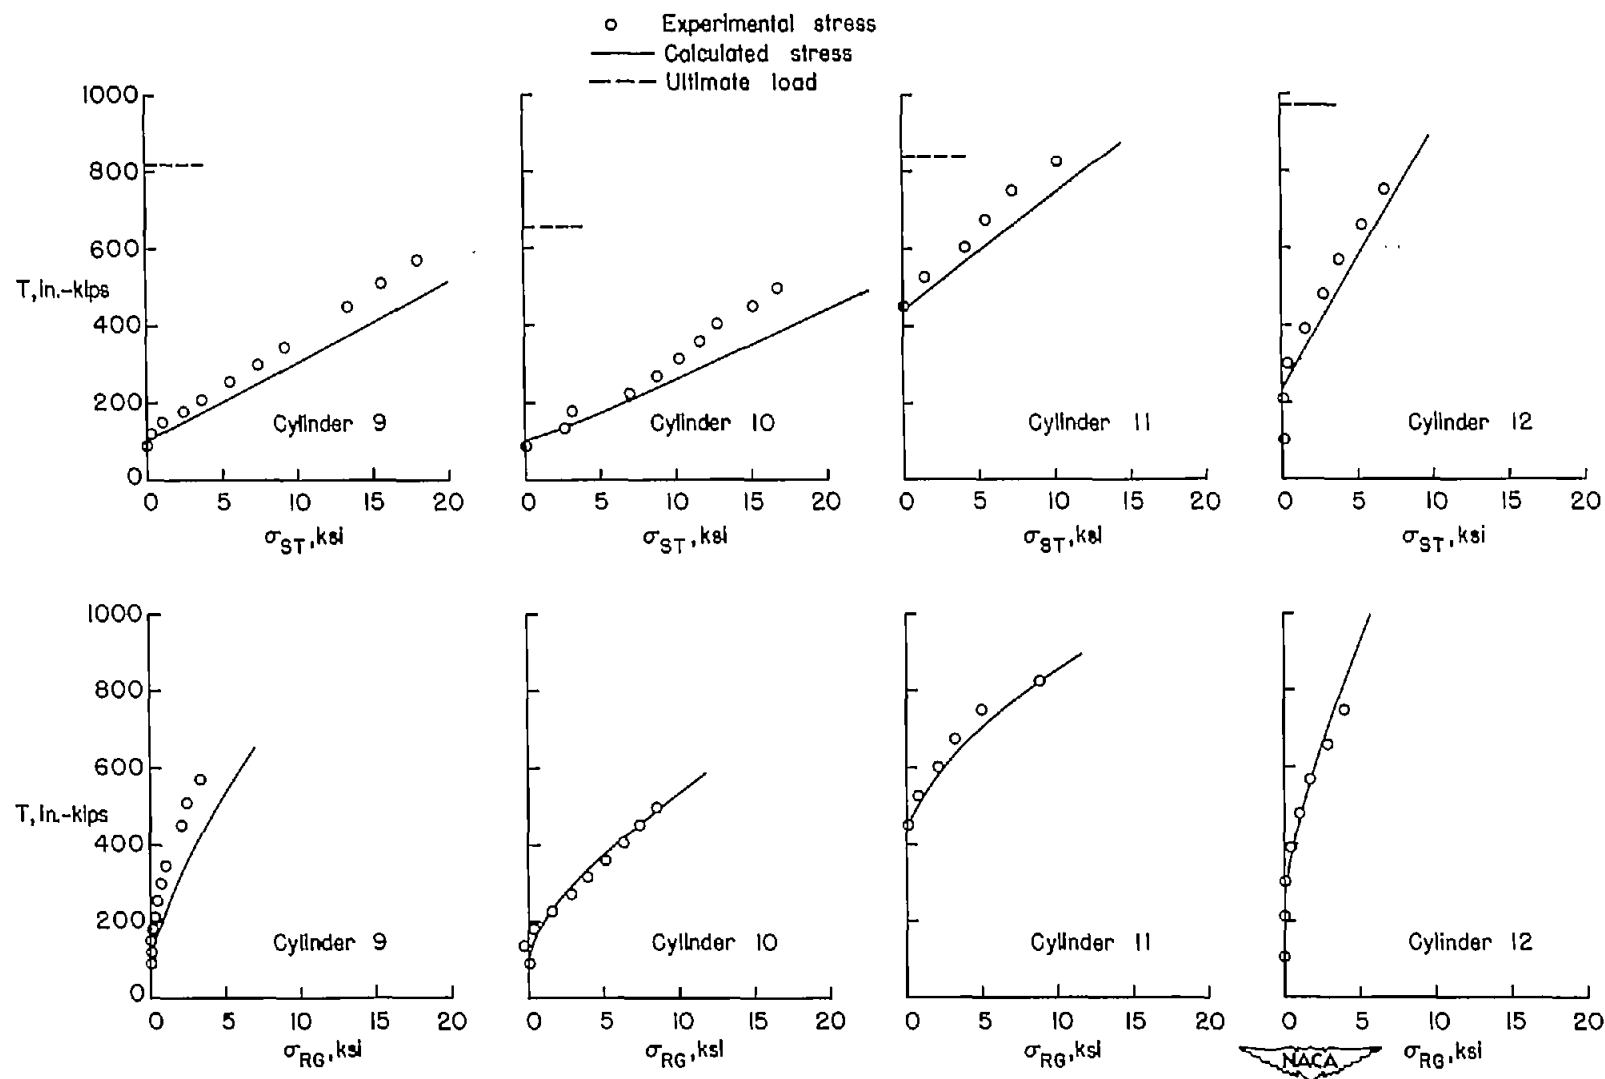 Experimental stress
Calculated stress
Ultimate load
1000
800
600
T, in.-kips
400
200
0
Cylinder 9
Cylinder 10
Cylinder 11
Cylinder 12
0 5 10 15 20
0 5 10 15 20
0 5 10 15 20
0 5 10 15 20
σST, ksi
σST, ksi
σST, ksi
σST, ksi
1000
800
600
T, in.-kips
400
200
0
Cylinder 9
Cylinder 10
Cylinder 11
Cylinder 12
0 5 10 15 20
0 5 10 15 20
0 5 10 15 20
0 5 10 15 20
σRG, ksi
σRG, ksi
σRG, ksi
NACA
σRG, ksi